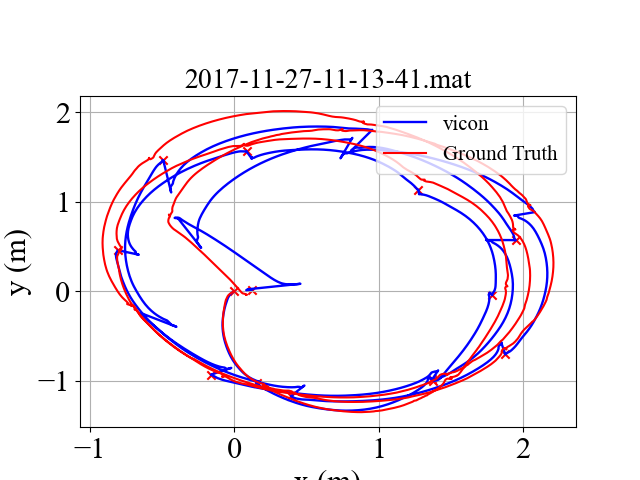 2017-11-27-11-13-41.mat
vicon
Ground Truth
y (m)
2
1
0
−1
−1
0
1
2
x (m)